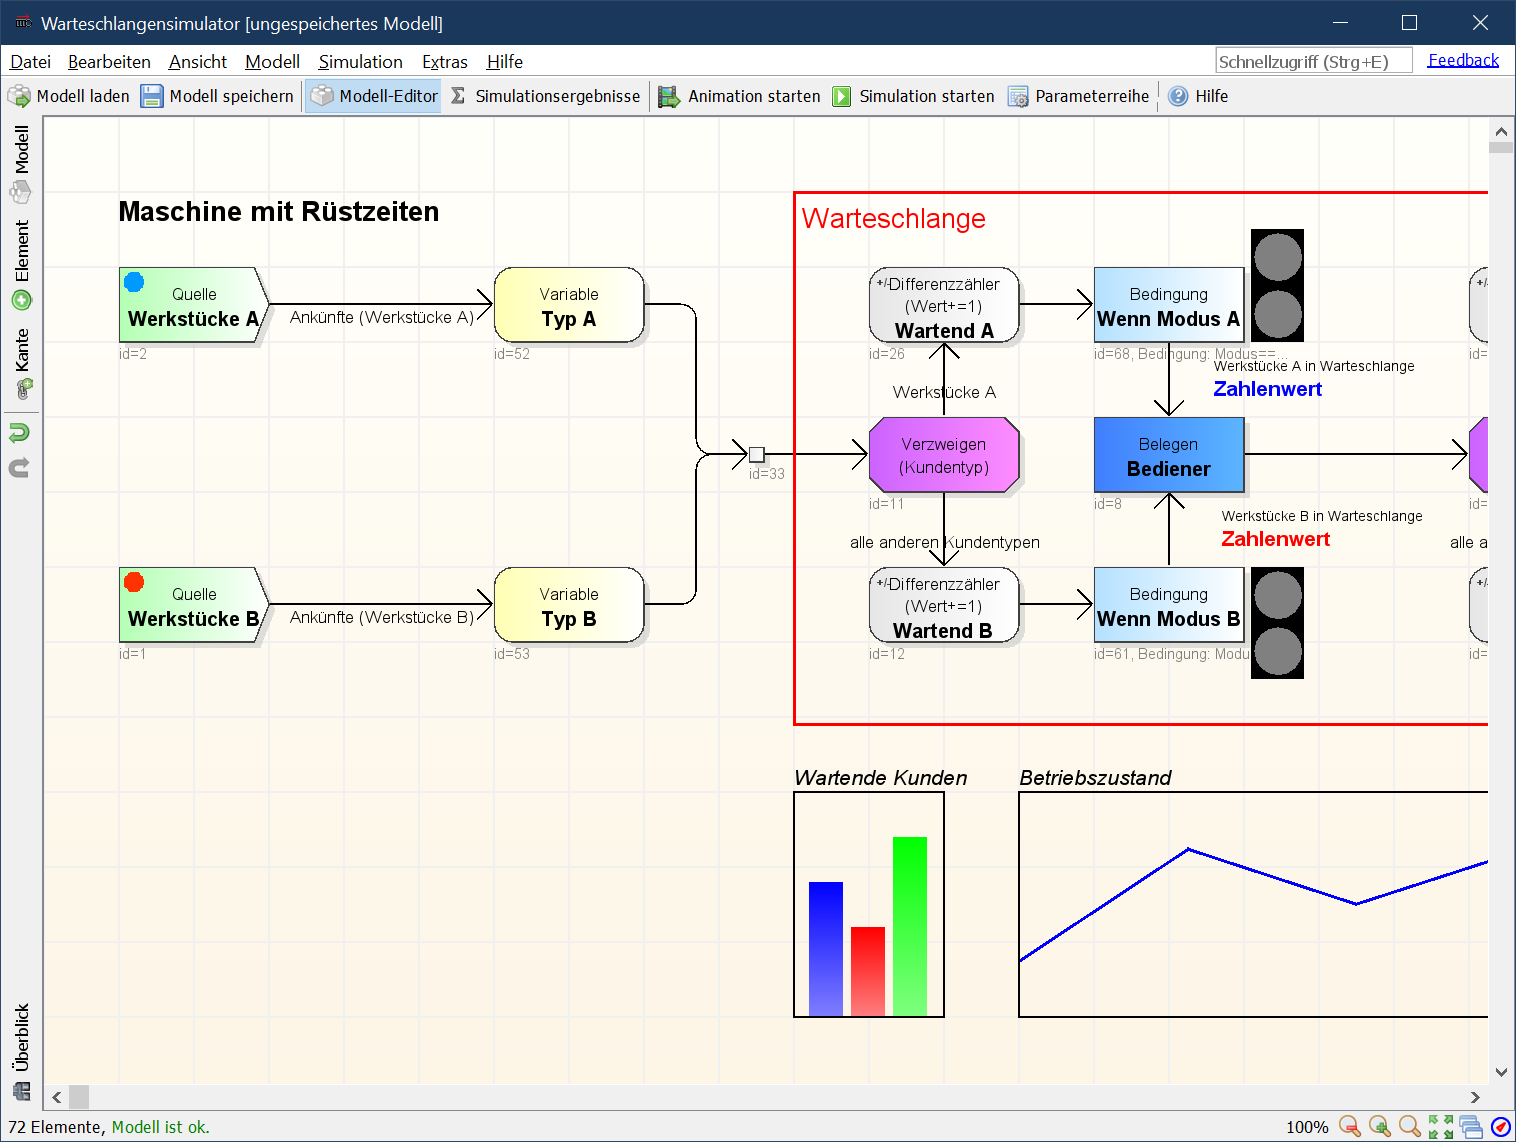 Warteschlangensimulator [ungespeichertes Modell]
Datei Bearbeiten Ansicht Modell Simulation Extras Hilfe
Schnellzugriff (Strg+E) Feedback
Modell laden Modell speichern Modell-Editor Σ Simulationsergebnisse Animation starten Simulation starten Parameterreihe Hilfe
Modell
Element
Kante
Überblick
Maschine mit Rüstzeiten
Warteschlange
Quelle
Werkstücke A
id=2
Ankünfte (Werkstücke A)
Variable
Typ A
id=52
+/-Differenzzähler
(Wert+=1)
Wartend A
id=26
Bedingung
Wenn Modus A
id=68, Bedingung: Modus==...
+/-
id=
Werkstücke A in Warteschlange
Zahlenwert
Werkstücke A
id=33
Verzweigen
(Kundentyp)
id=11
Belegen
Bediener
id=8
id=
Werkstücke B in Warteschlange
Zahlenwert
alle anderen Kundentypen
alle a
Quelle
Werkstücke B
id=1
Ankünfte (Werkstücke B)
Variable
Typ B
id=53
+/-Differenzzähler
(Wert+=1)
Wartend B
id=12
Bedingung
Wenn Modus B
id=61, Bedingung: Modu
+/-
id=
Wartende Kunden
Betriebszustand
72 Elemente, Modell ist ok.
100%